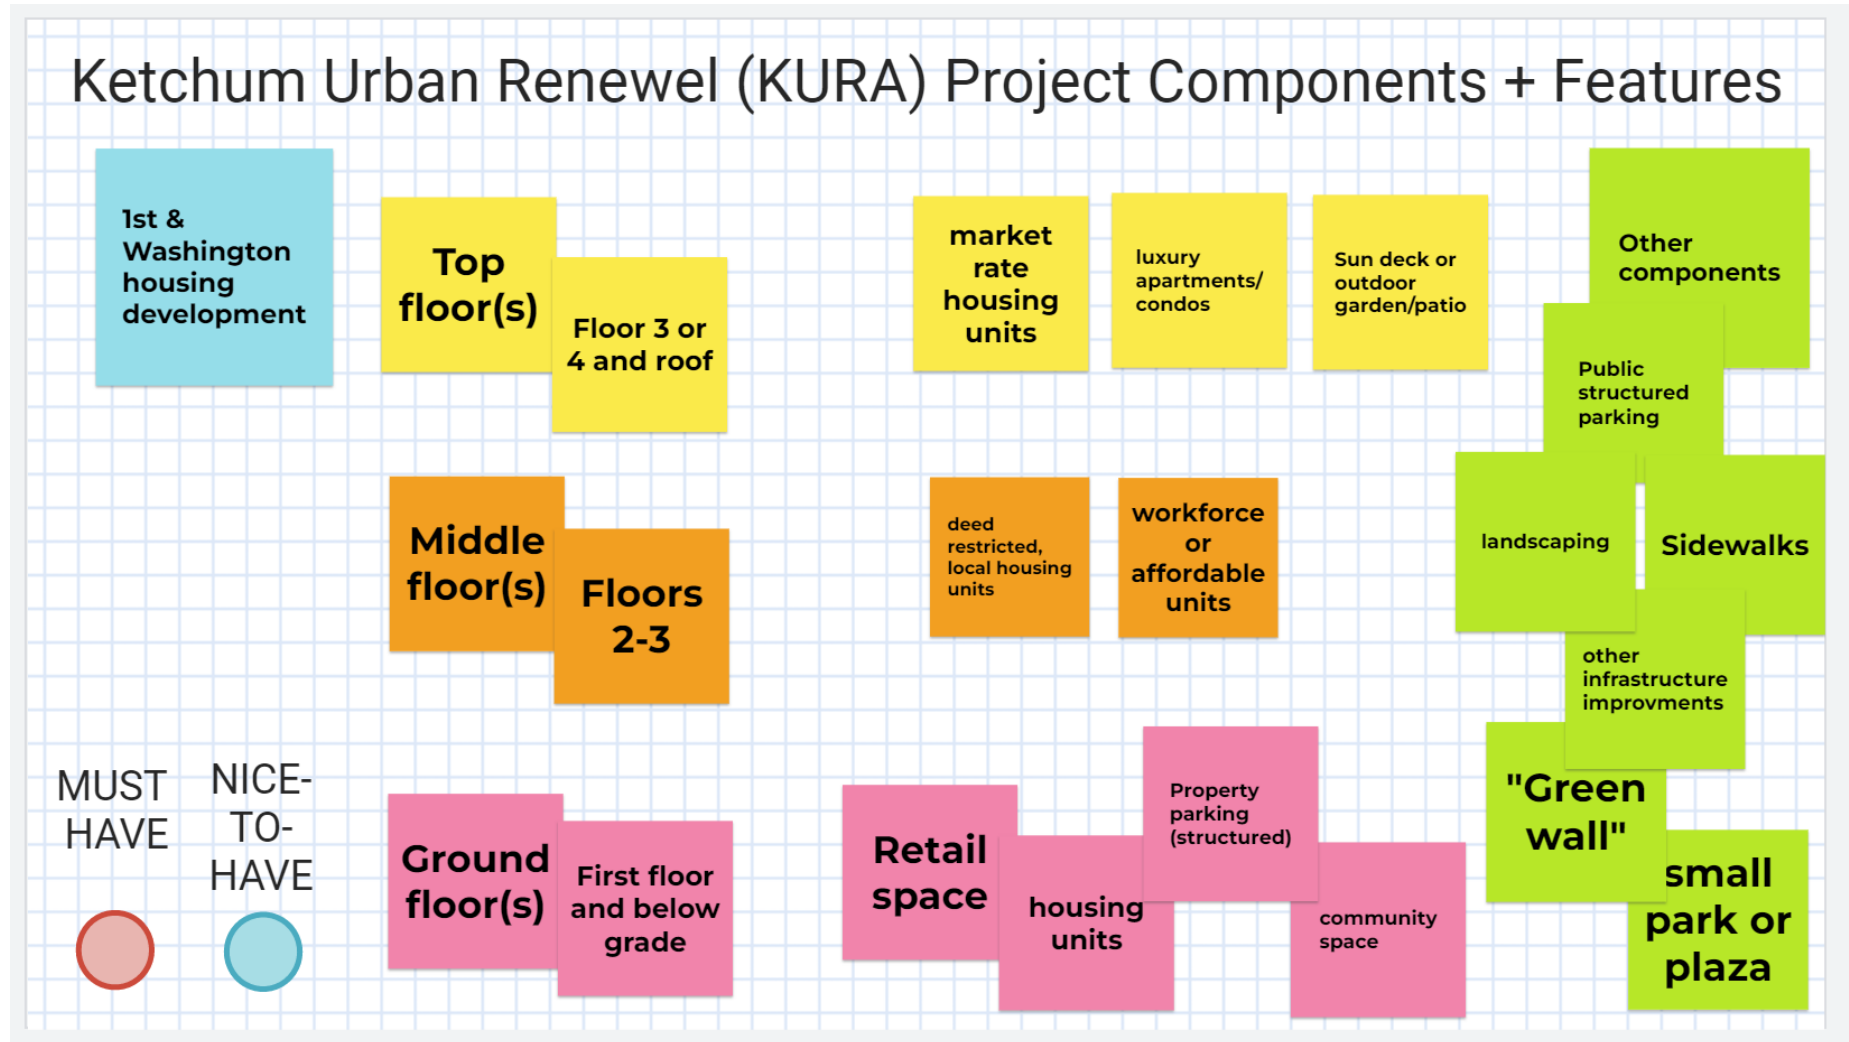 Ketchum Urban Renewel (KURA) Project Components + Features
1st &
Washington
housing
development
Top
floor(s)
Floor 3 or
4 and roof
market
rate
housing
units
luxury
apartments/
condos
Sun deck or
outdoor
garden/patio
Other
components
Public
structured
parking
landscaping
Sidewalks
other
infrastructure
improvments
"Green
wall"
small
park or
plaza
Middle
floor(s)
Floors
2-3
deed
restricted,
local housing
units
workforce
or
affordable
units
MUST
HAVE
NICE-
TO-
HAVE
Ground
floor(s)
First floor
and below
grade
Retail
space
housing
units
Property
parking
(structured)
community
space